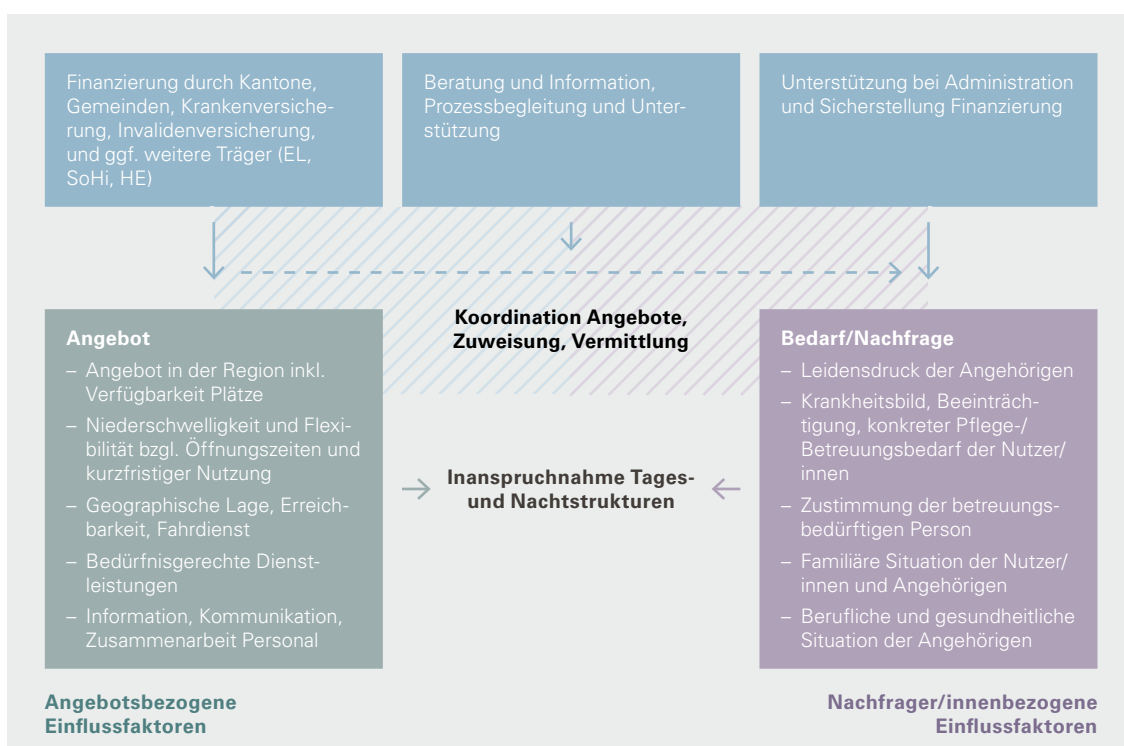 Finanzierung durch Kantone,
Gemeinden, Krankenversiche-
rung, Invalidenversicherung,
und ggf. weitere Träger (EL,
SoHi, HE)
Beratung und Information,
Prozessbegleitung und Unter-
stützung
Unterstützung bei Administration
und Sicherstellung Finanzierung
Koordination Angebote,
Zuweisung, Vermittlung
Angebot
– Angebot in der Region inkl.
Verfügbarkeit Plätze
– Niederschwelligkeit und Flexi-
bilität bzgl. Öffnungszeiten und
kurzfristiger Nutzung
– Geographische Lage, Erreich-
barkeit, Fahrdienst
– Bedürfnisgerechte Dienst-
leistungen
– Information, Kommunikation,
Zusammenarbeit Personal
Inanspruchnahme Tages-
und Nachtstrukturen
Bedarf/Nachfrage
– Leidensdruck der Angehörigen
– Krankheitsbild, Beeinträch-
tigung, konkreter Pflege-/
Betreuungsbedarf der Nutzer/
innen
– Zustimmung der betreuungs-
bedürftigen Person
– Familiäre Situation der Nutzer/
innen und Angehörigen
– Berufliche und gesundheitliche
Situation der Angehörigen
Angebotsbezogene
Einflussfaktoren
Nachfrager/innenbezogene
Einflussfaktoren